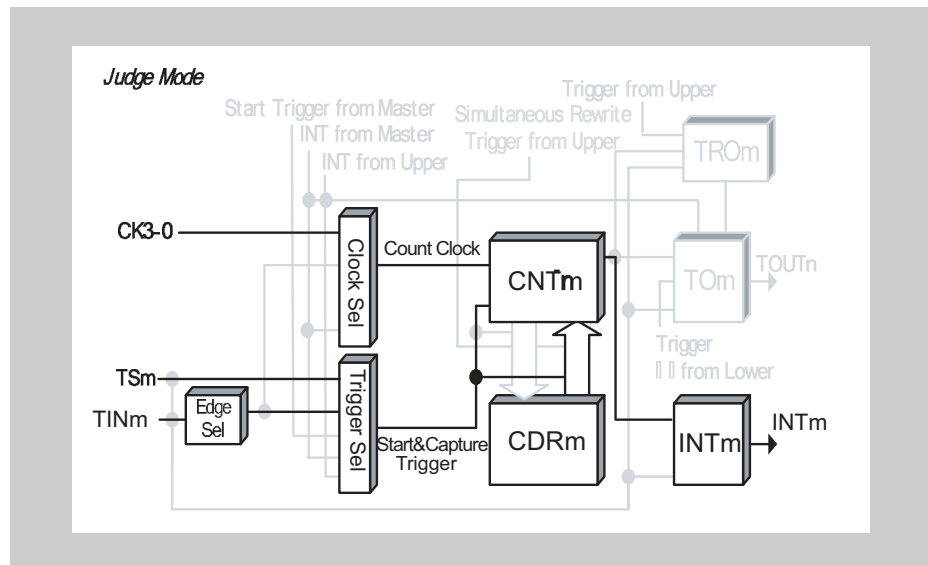 Judge Mode
Trigger from Upper
Start Trigger from Master
Simultaneous Rewrite
Trigger from Upper
INT from Master
INT from Upper
TROm
CK3-0
Clock Sel
Count Clock
CNTm
TOm
TOUTn
Trigger
from Lower
TSm
TINm
Edge
Sel
Trigger Sel
Start&Capture
Trigger
CDRm
INTm
INTm